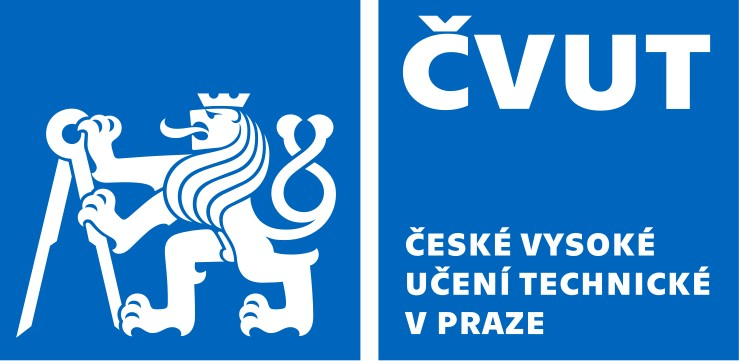 ČVUT
ČESKÉ VYSOKÉ
UČENÍ TECHNICKÉ
V PRAZE